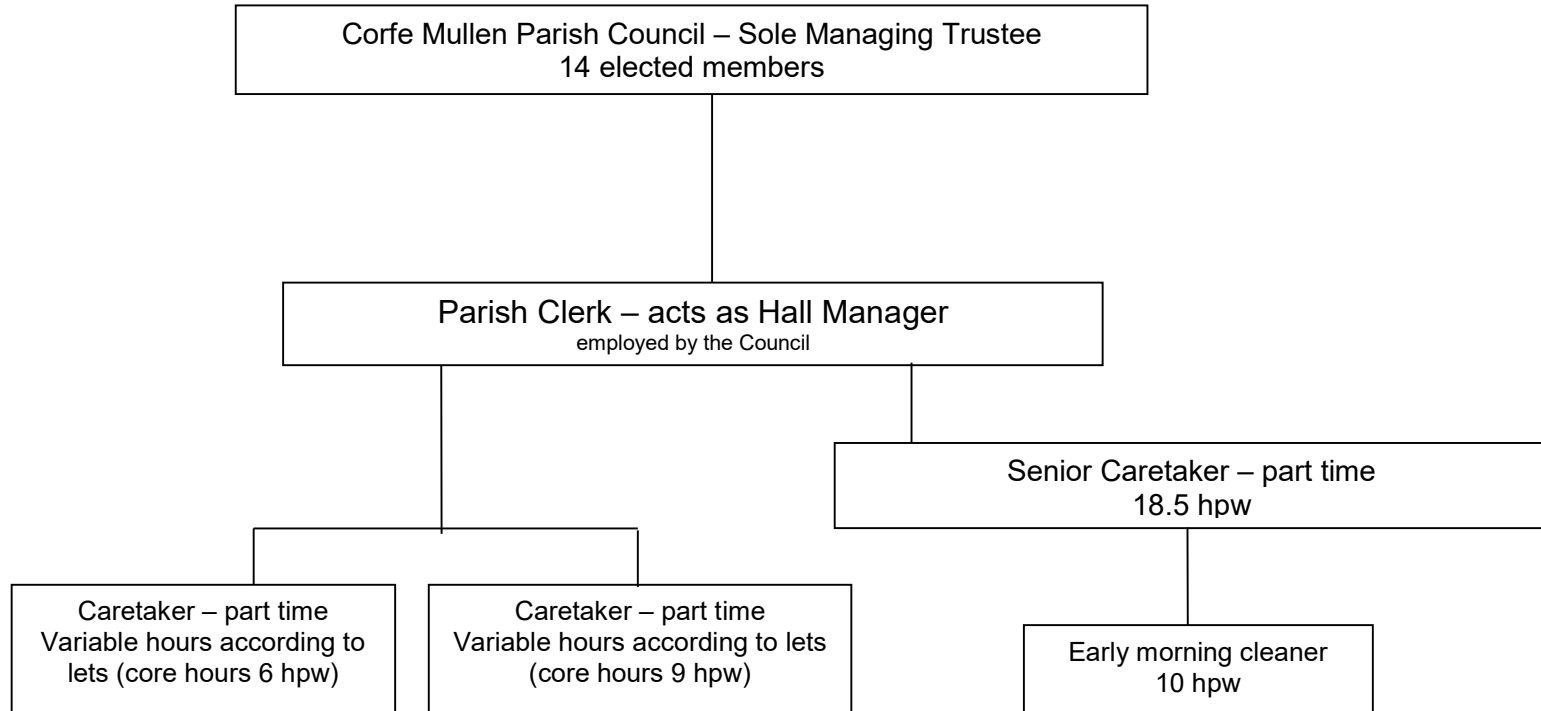 Corfe Mullen Parish Council – Sole Managing Trustee
14 elected members
Parish Clerk – acts as Hall Manager
employed by the Council
Senior Caretaker – part time
18.5 hpw
Caretaker – part time
Variable hours according to
lets (core hours 6 hpw)
Caretaker – part time
Variable hours according to lets
(core hours 9 hpw)
Early morning cleaner
10 hpw